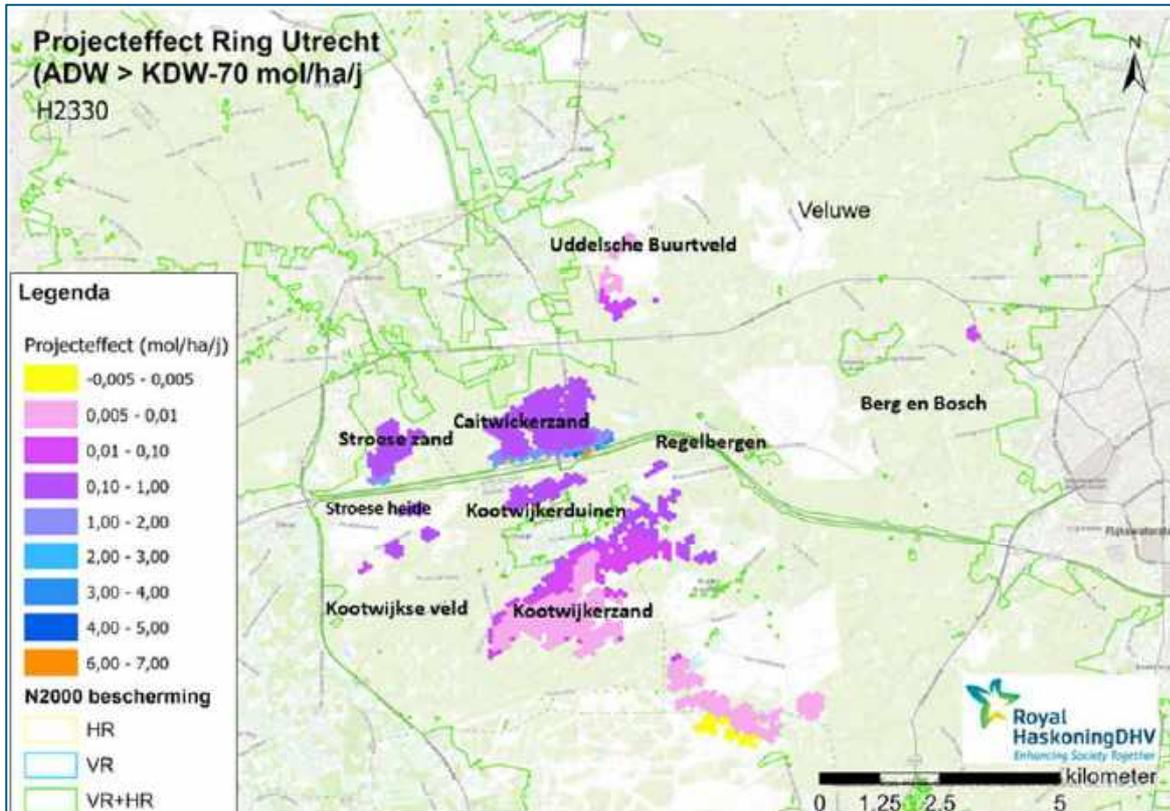 Projecteffect Ring Utrecht
(ADW > KDW-70 mol/ha/j
H2330
N
Veluwe
Uddelsche Buurtveld
Berg en Bosch
Caitwickerzand
Stroese zand
Regelbergen
Stroese heide
Kootwijkerduinen
Kootwijkse veld
Kootwijkerzand
Legenda
Projecteffect (mol/ha/j)
-0,005 - 0,005
0,005 - 0,01
0,01 - 0,10
0,10 - 1,00
1,00 - 2,00
2,00 - 3,00
3,00 - 4,00
4,00 - 5,00
6,00 - 7,00
N2000 bescherming
HR
VR
VR+HR
Royal
HaskoningDHV
Enhancing Society Together
kilometer
0 1,25 2,5 5